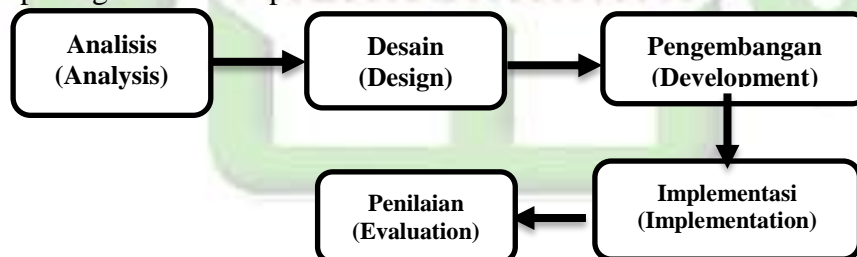 Analisis
(Analysis)
Desain
(Design)
Pengembangan
(Development)
Implementasi
(Implementation)
Penilaian
(Evaluation)